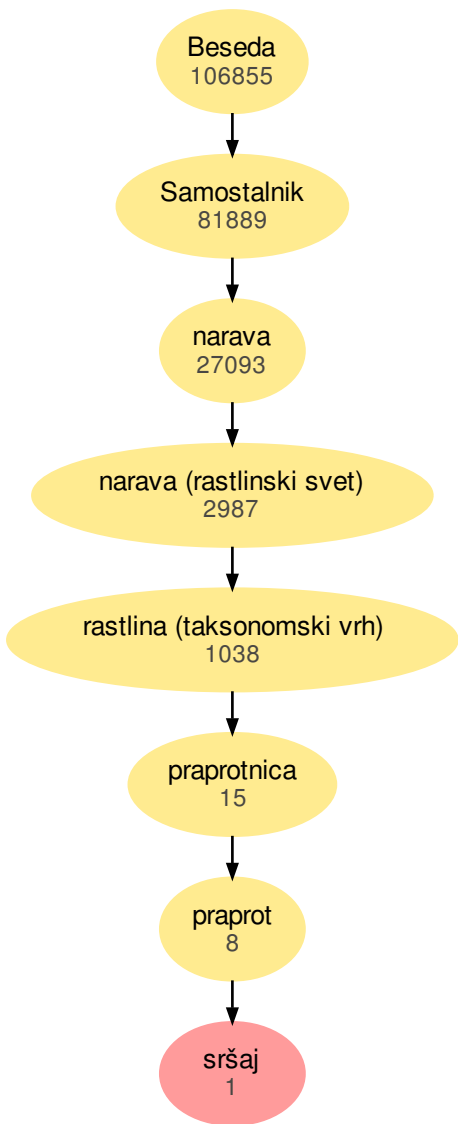 Beseda
106855
Samostalnik
81889
narava
27093
narava (rastlinski svet)
2987
rastlina (taksonomski vrh)
1038
praprotnica
15
praprot
8
sršaj
1